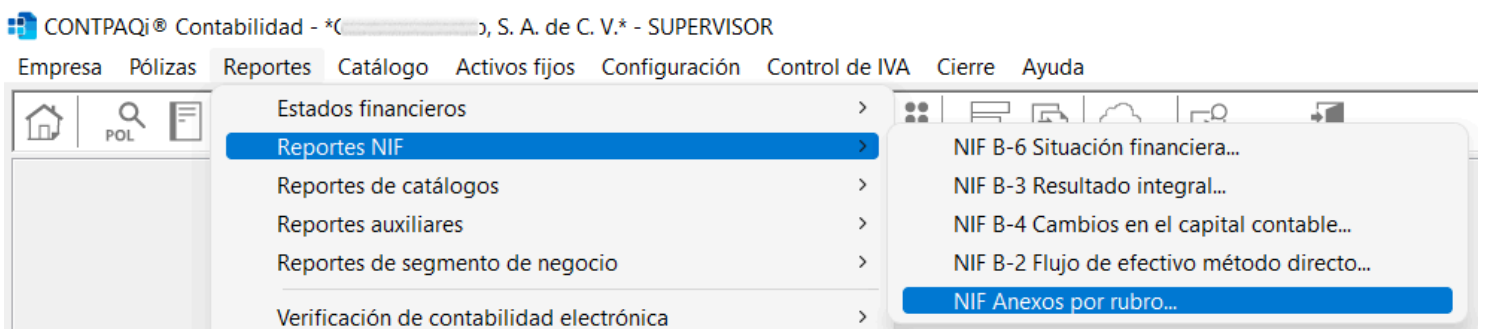 CONTPAQi® Contabilidad - * , S. A. de C. V.* - SUPERVISOR
Empresa Pólizas Reportes Catálogo Activos fijos Configuración Control de IVA Cierre Ayuda
POL
Estados financieros
Reportes NIF
Reportes de catálogos
Reportes auxiliares
Reportes de segmento de negocio
Verificación de contabilidad electrónica
NIF B-6 Situación financiera...
NIF B-3 Resultado integral...
NIF B-4 Cambios en el capital contable...
NIF B-2 Flujo de efectivo método directo...
NIF Anexos por rubro...